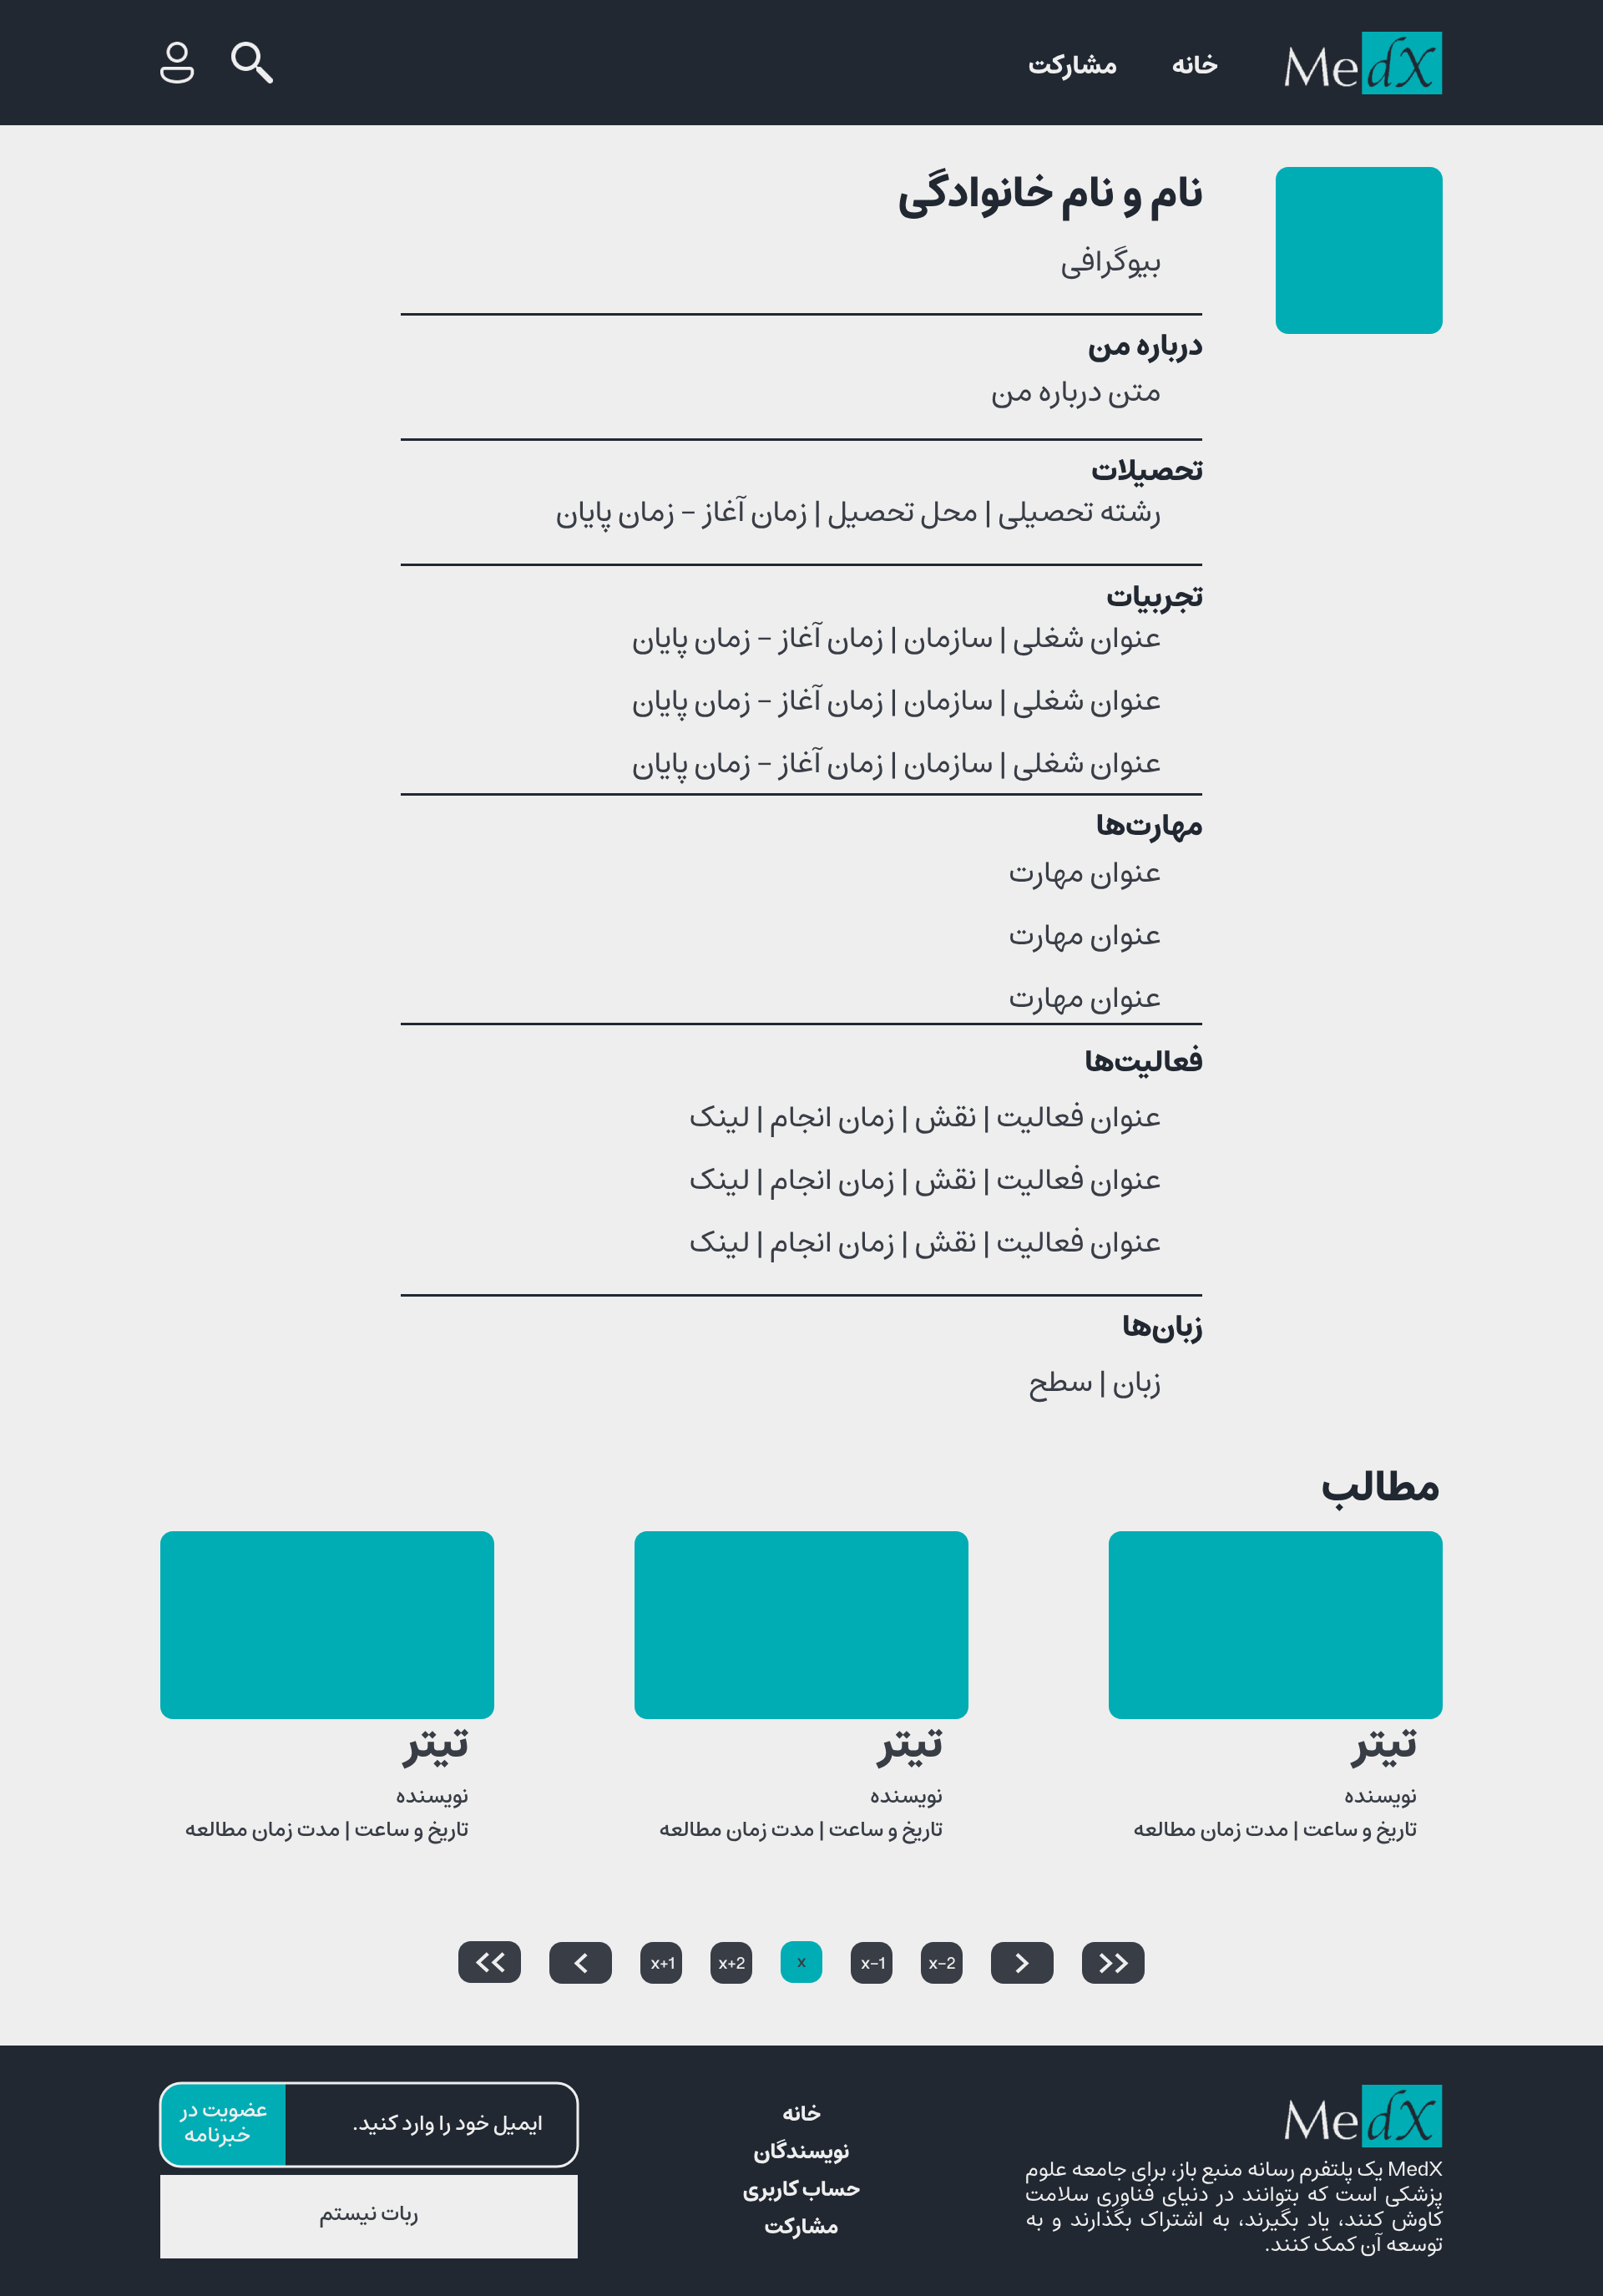 MedX
خانه
مشارکت
نام و نام خانوادگی
بیوگرافی
درباره من
متن درباره من
تحصیلات
رشته تحصیلی | محل تحصیل | زمان آغاز - زمان پایان
تجربیات
عنوان شغلی | سازمان | زمان آغاز - زمان پایان
عنوان شغلی | سازمان | زمان آغاز - زمان پایان
عنوان شغلی | سازمان | زمان آغاز - زمان پایان
مهارت‌ها
عنوان مهارت
عنوان مهارت
عنوان مهارت
فعالیت‌ها
عنوان فعالیت | نقش | زمان انجام | لینک
عنوان فعالیت | نقش | زمان انجام | لینک
عنوان فعالیت | نقش | زمان انجام | لینک
زبان‌ها
زبان | سطح
مطالب
تیتر
نویسنده
تاریخ و ساعت | مدت زمان مطالعه
تیتر
نویسنده
تاریخ و ساعت | مدت زمان مطالعه
تیتر
نویسنده
تاریخ و ساعت | مدت زمان مطالعه
x-2
x-1
x
x+2
x+1
MedX
MedX یک پلتفرم رسانه منبع باز، برای جامعه علوم
پزشکی است که بتوانند در دنیای فناوری سلامت
کاوش کنند، یاد بگیرند، به اشتراک بگذارند و به
توسعه آن کمک کنند.
خانه
نویسندگان
حساب کاربری
مشارکت
ایمیل خود را وارد کنید.
عضویت در
خبرنامه
ربات نیستم